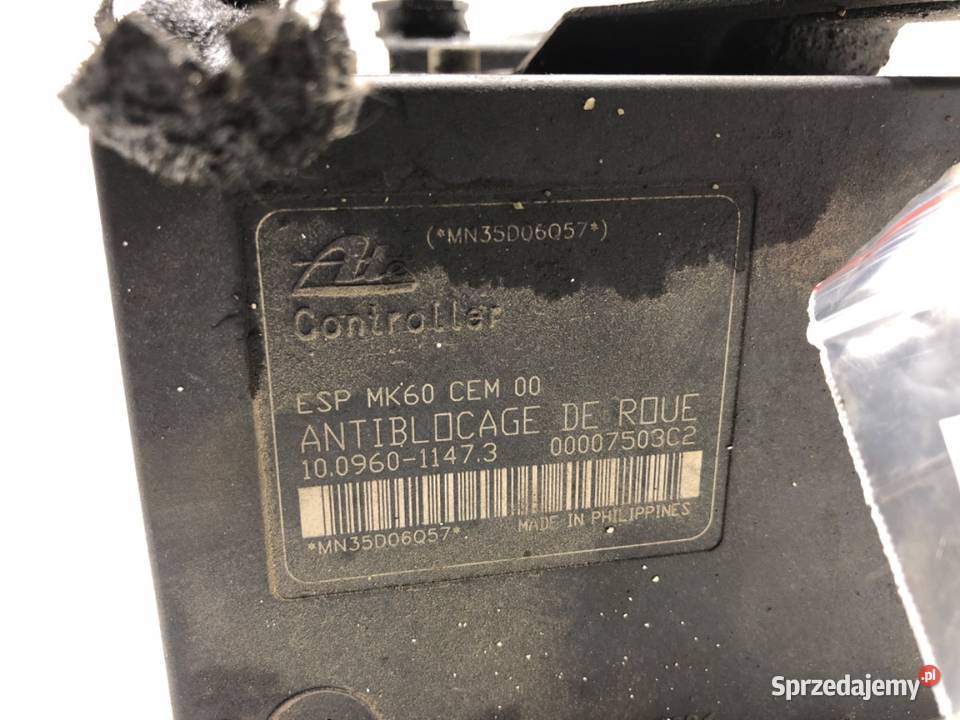 (*MN35D06Q57*)
Ate
Controller
ESP MK60 CEM 00
ANTIBLOCAGE DE ROUE
10.0960-1147.3 00007503C2
*MN35D06Q57* MADE IN PHILIPPINES
Sprzedajemy.pl